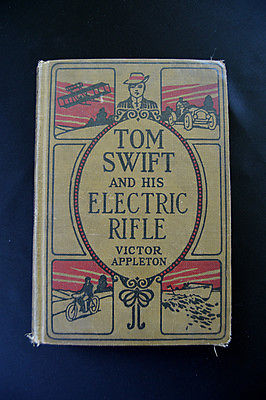 TOM
SWIFT
AND HIS
ELECTRIC
RIFLE
VICTOR
APPLETON